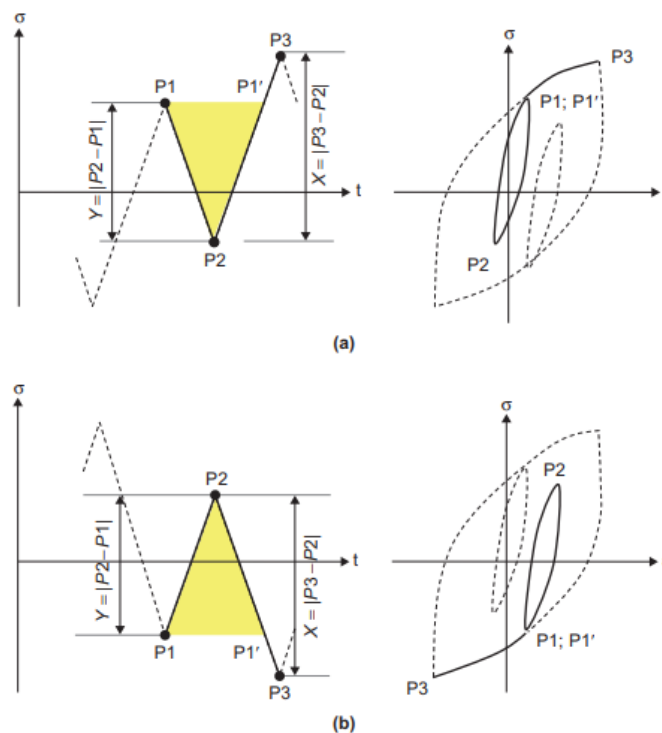 σ
P3
P1
P1′
Y = |P2 – P1|
X = |P3 – P2|
t
P2
σ
P3
P1; P1′
P2
(a)
σ
P2
Y = |P2 – P1|
X = |P3 – P2|
t
P1
P1′
P3
σ
P2
P1; P1′
P3
(b)